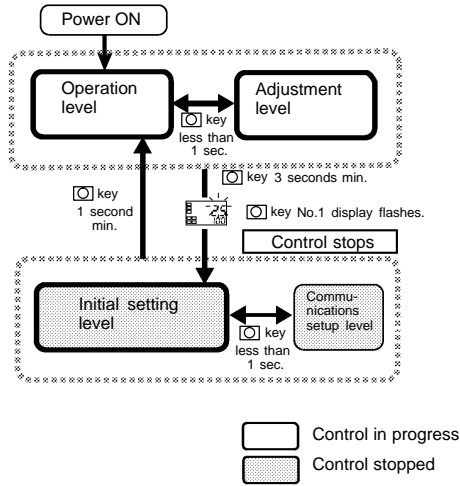 Power ON
Operation
level
Adjustment
level
key
less than
1 sec.
key 3 seconds min.
key
1 second
min.
-25
100
key No.1 display flashes.
Control stops
Initial setting
level
Commu-
nications
setup level
key
less than
1 sec.
Control in progress
Control stopped